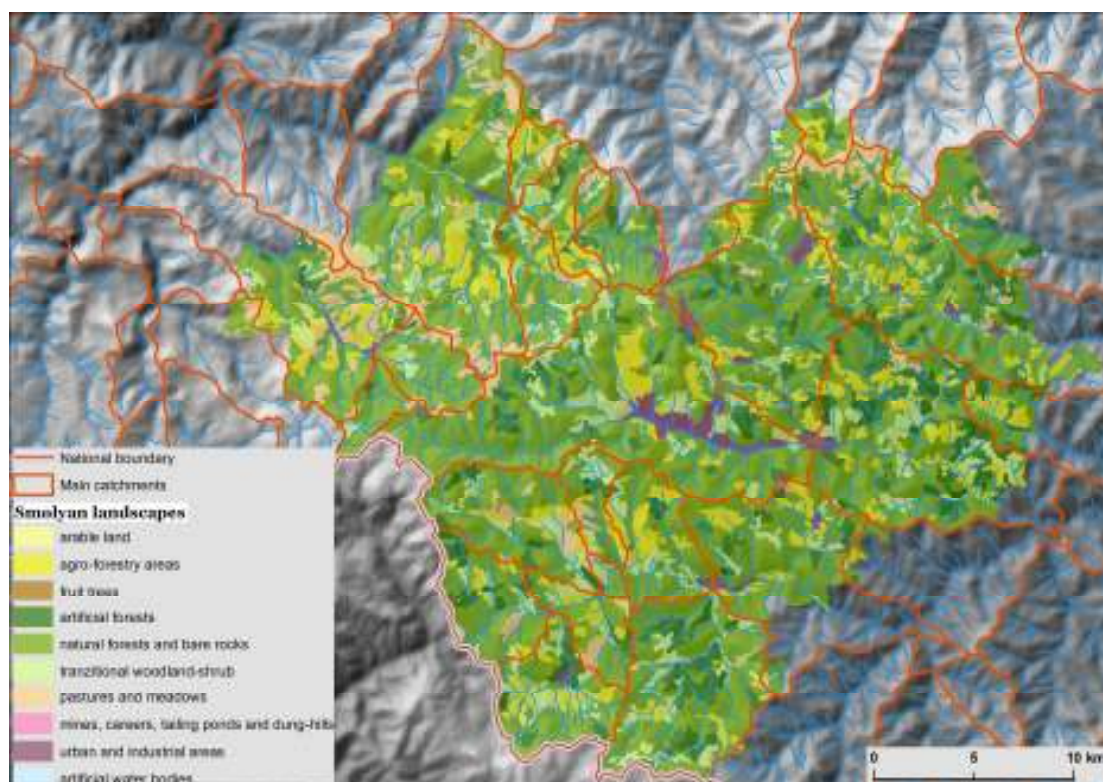 National boundary
Main catchments
Smolyan landscapes
arable land
agro-forestry areas
fruit trees
artificial forests
natural forests and bare rocks
tranzitional woodland-shrub
pastures and meadows
mines, careers, tailing ponds and dung-hills
urban and industrial areas
artificial water bodies
0 5 10 km